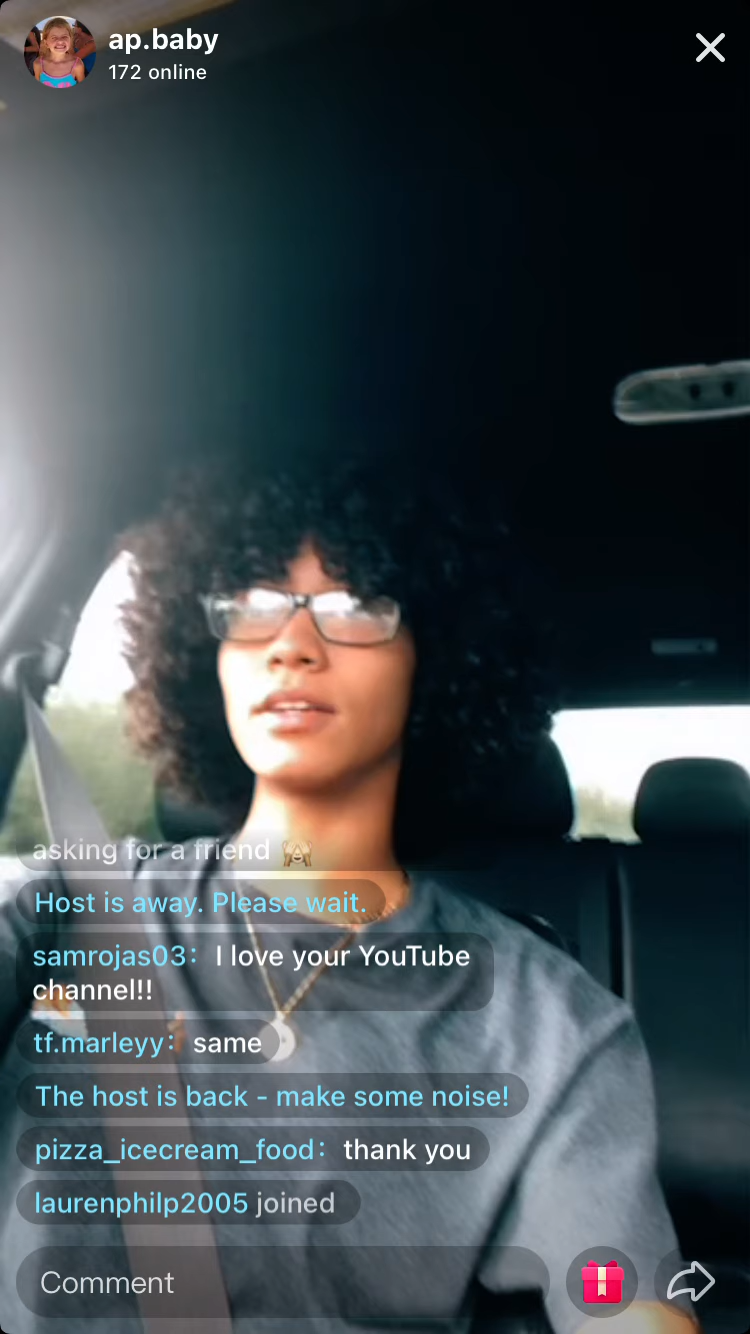 ap.baby
172 online
asking for a friend 🙈
Host is away. Please wait.
samrojas03: I love your YouTube
channel!!
tf.marleyy: same
The host is back - make some noise!
pizza_icecream_food: thank you
laurenphilp2005 joined
Comment